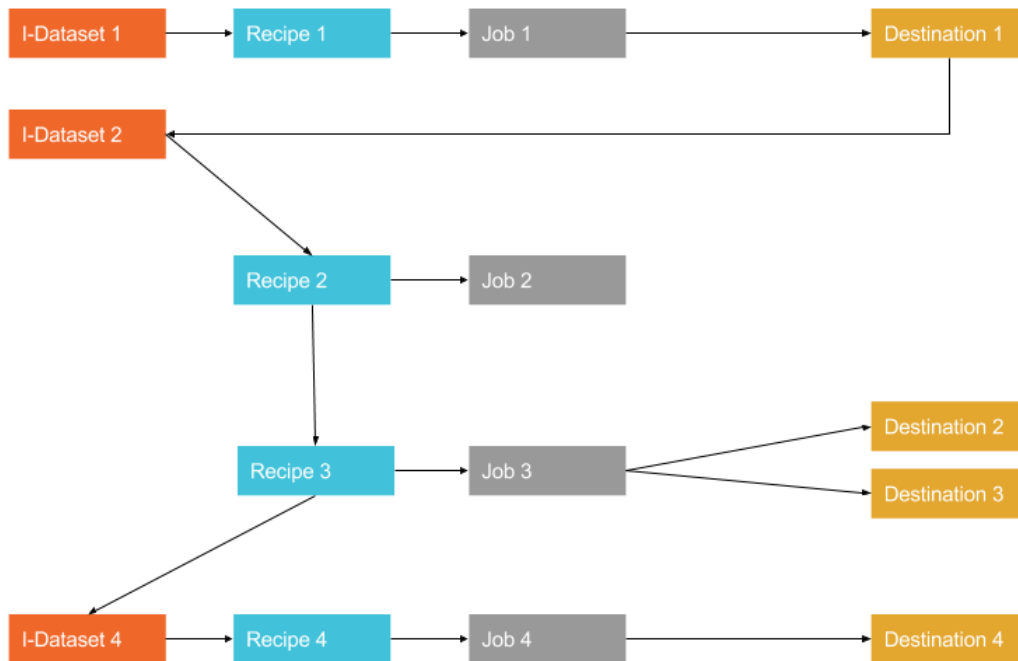 I-Dataset 1
Recipe 1
Job 1
Destination 1
I-Dataset 2
Recipe 2
Job 2
Destination 2
Recipe 3
Job 3
Destination 3
I-Dataset 4
Recipe 4
Job 4
Destination 4